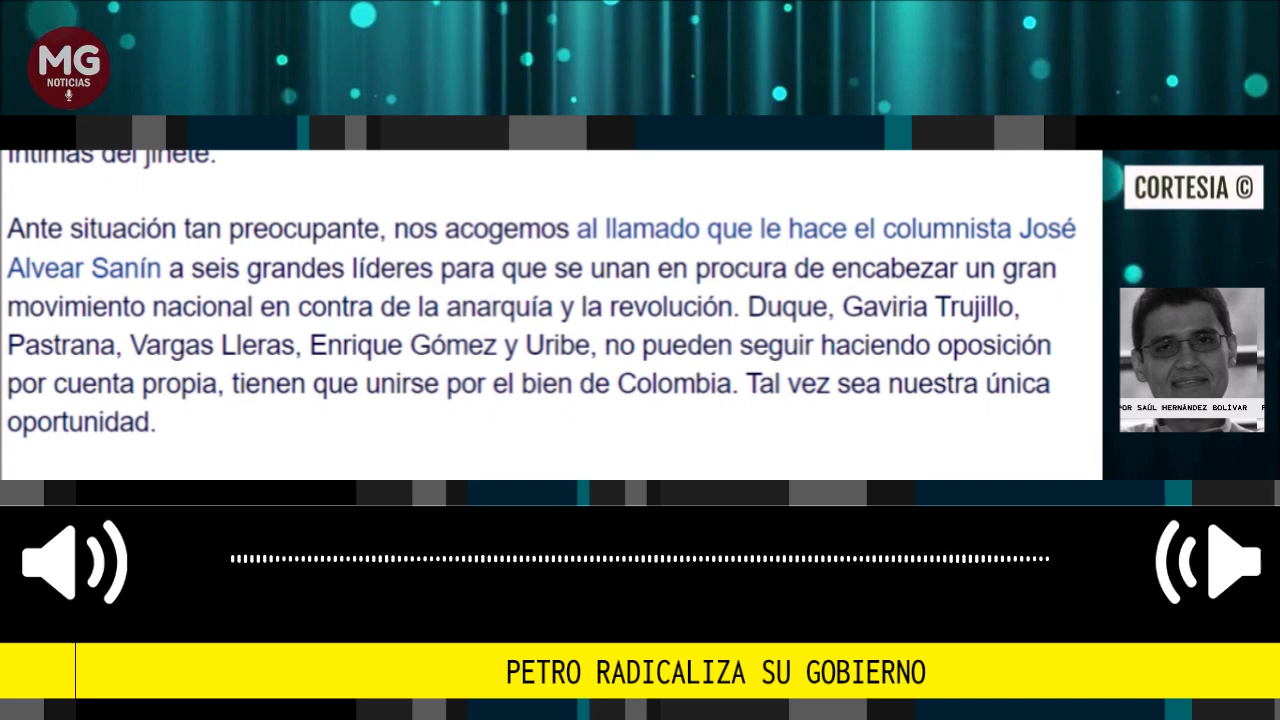 MG
NOTICIAS
íntimas del jinete.
CORTESIA ©
Ante situación tan preocupante, nos acogemos al llamado que le hace el columnista José
Alvear Sanín a seis grandes líderes para que se unan en procura de encabezar un gran
movimiento nacional en contra de la anarquía y la revolución. Duque, Gaviria Trujillo,
Pastrana, Vargas Lleras, Enrique Gómez y Uribe, no pueden seguir haciendo oposición
por cuenta propia, tienen que unirse por el bien de Colombia. Tal vez sea nuestra única
oportunidad.
POR SAÚL HERNÁNDEZ BOLÍVAR
PETRO RADICALIZA SU GOBIERNO